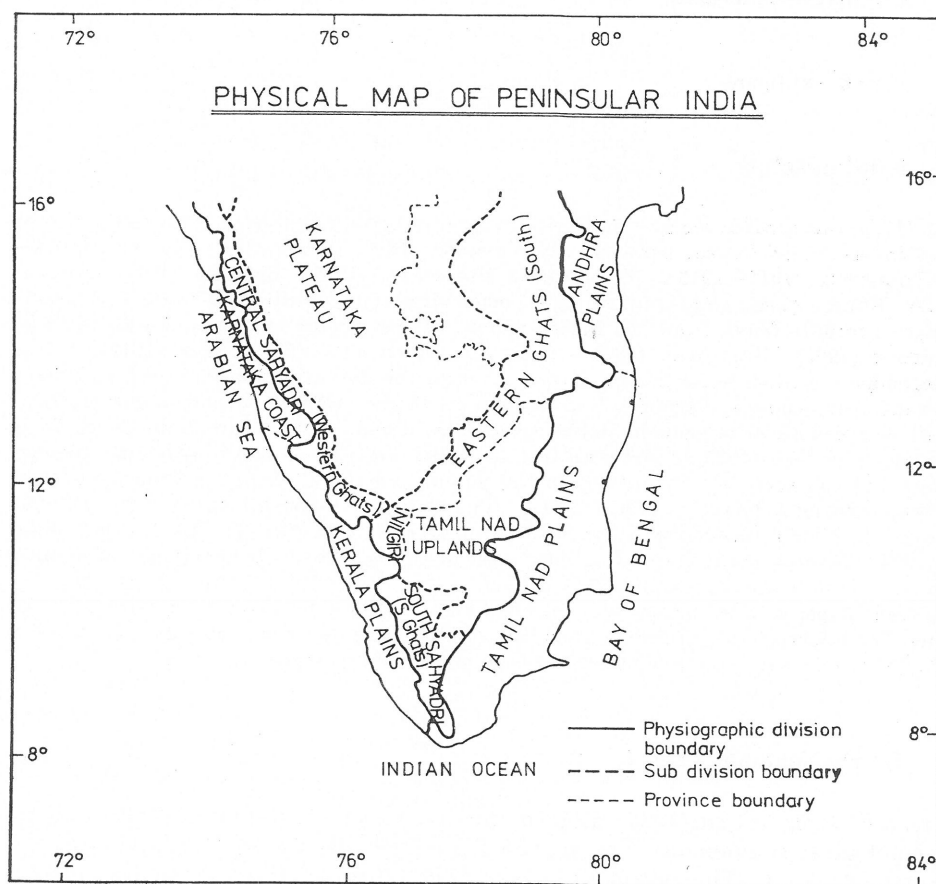 72°
76°
80°
84°
PHYSICAL MAP OF PENINSULAR INDIA
16°
16°
KARNATAKA
PLATEAU
CENTRAL SAHYADRI
(Western Ghats)
KARNATAKA COAST
ARABIAN SEA
EASTERN GHATS (South)
ANDHRA
PLAINS
12°
12°
NILGIRI
TAMIL NAD
UPLANDS
TAMIL NAD PLAINS
BAY OF BENGAL
KERALA PLAINS
SOUTH SAHYADRI
(S Ghats)
8°
8°
INDIAN OCEAN
Physiographic division
boundary
Sub division boundary
Province boundary
72°
76°
80°
84°